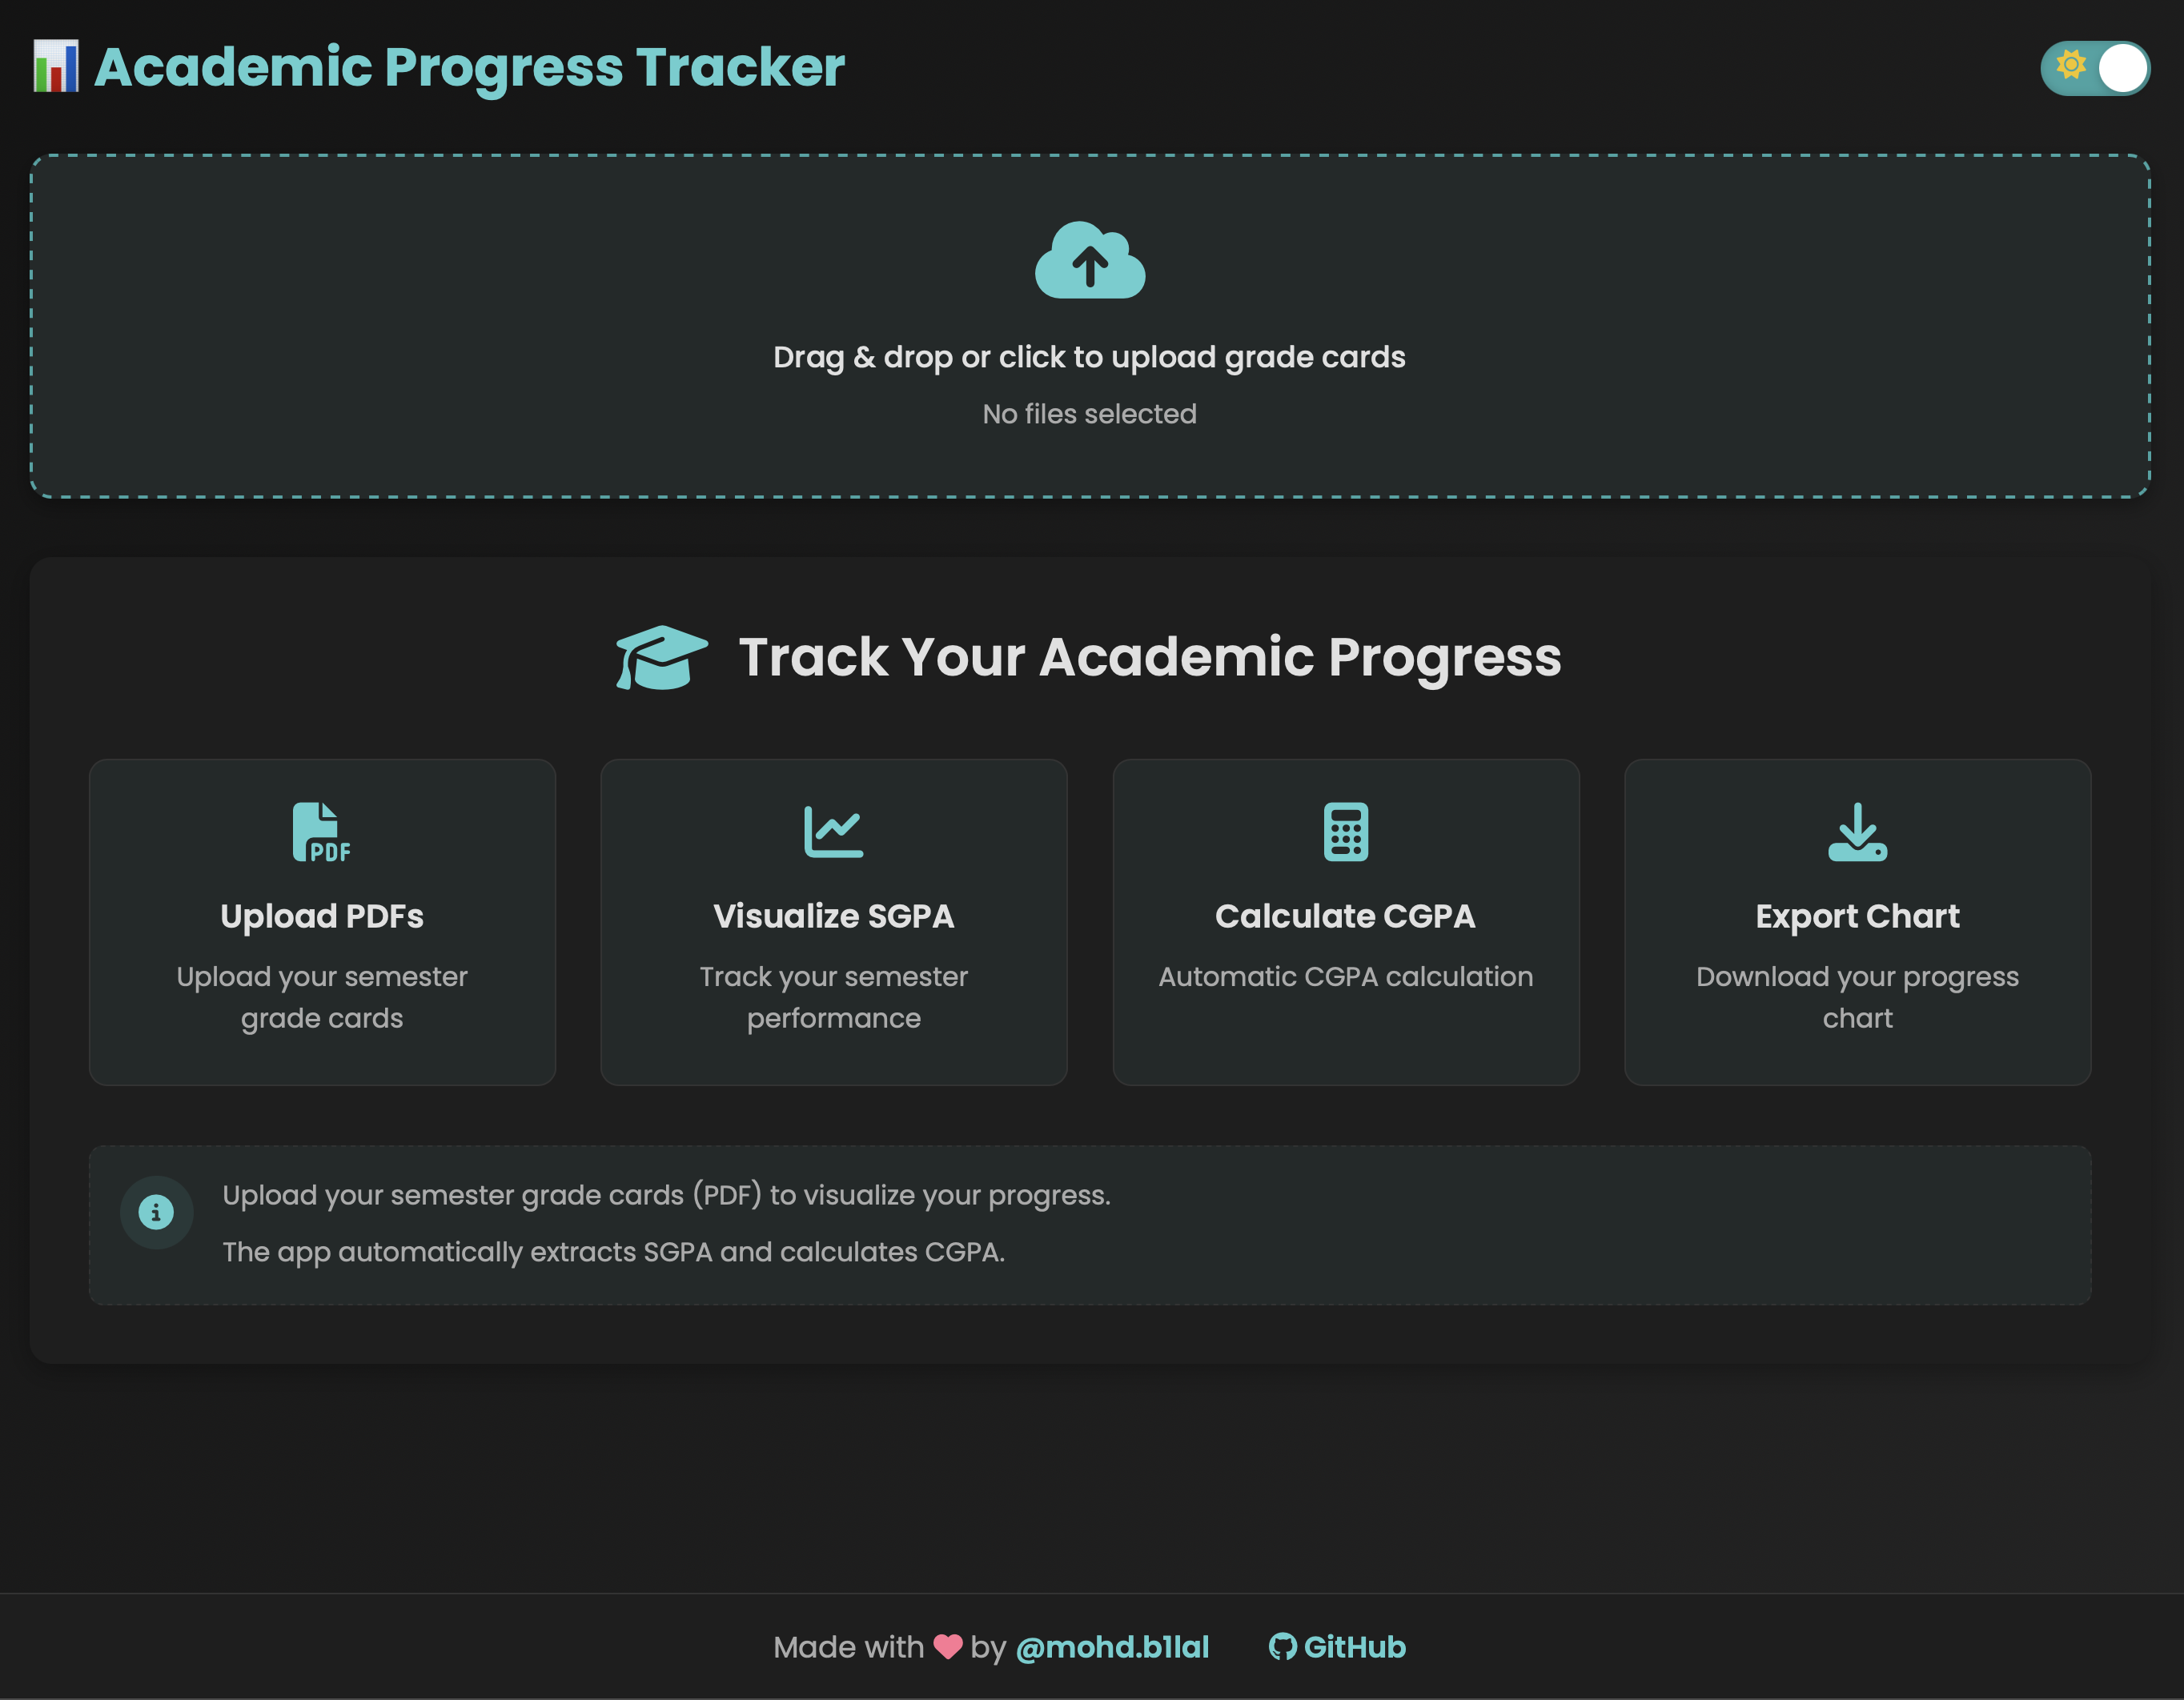 Academic Progress Tracker
Drag & drop or click to upload grade cards
No files selected
Track Your Academic Progress
PDF
Upload PDFs
Upload your semester
grade cards
Visualize SGPA
Track your semester
performance
Calculate CGPA
Automatic CGPA calculation
Export Chart
Download your progress
chart
Upload your semester grade cards (PDF) to visualize your progress.
The app automatically extracts SGPA and calculates CGPA.
Made with ❤ by @mohd.b1lal GitHub